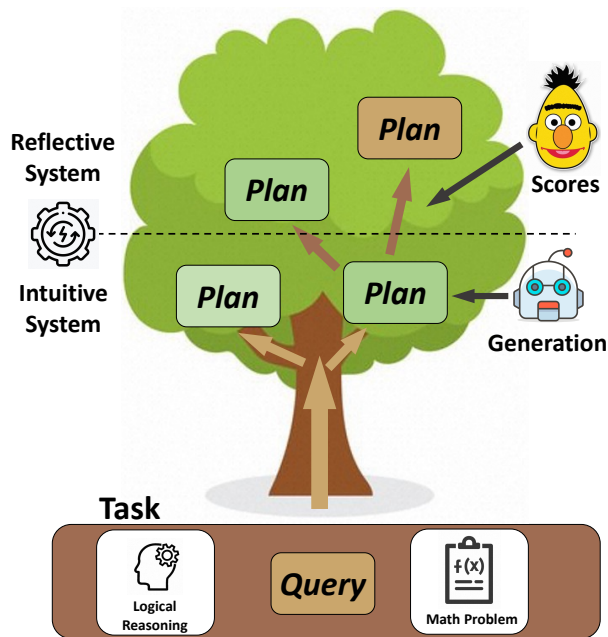 Plan
Reflective
System
Scores
Plan
Intuitive
System
Plan
Plan
Generation
Task
Query
f(x)
Logical
Reasoning
Math Problem